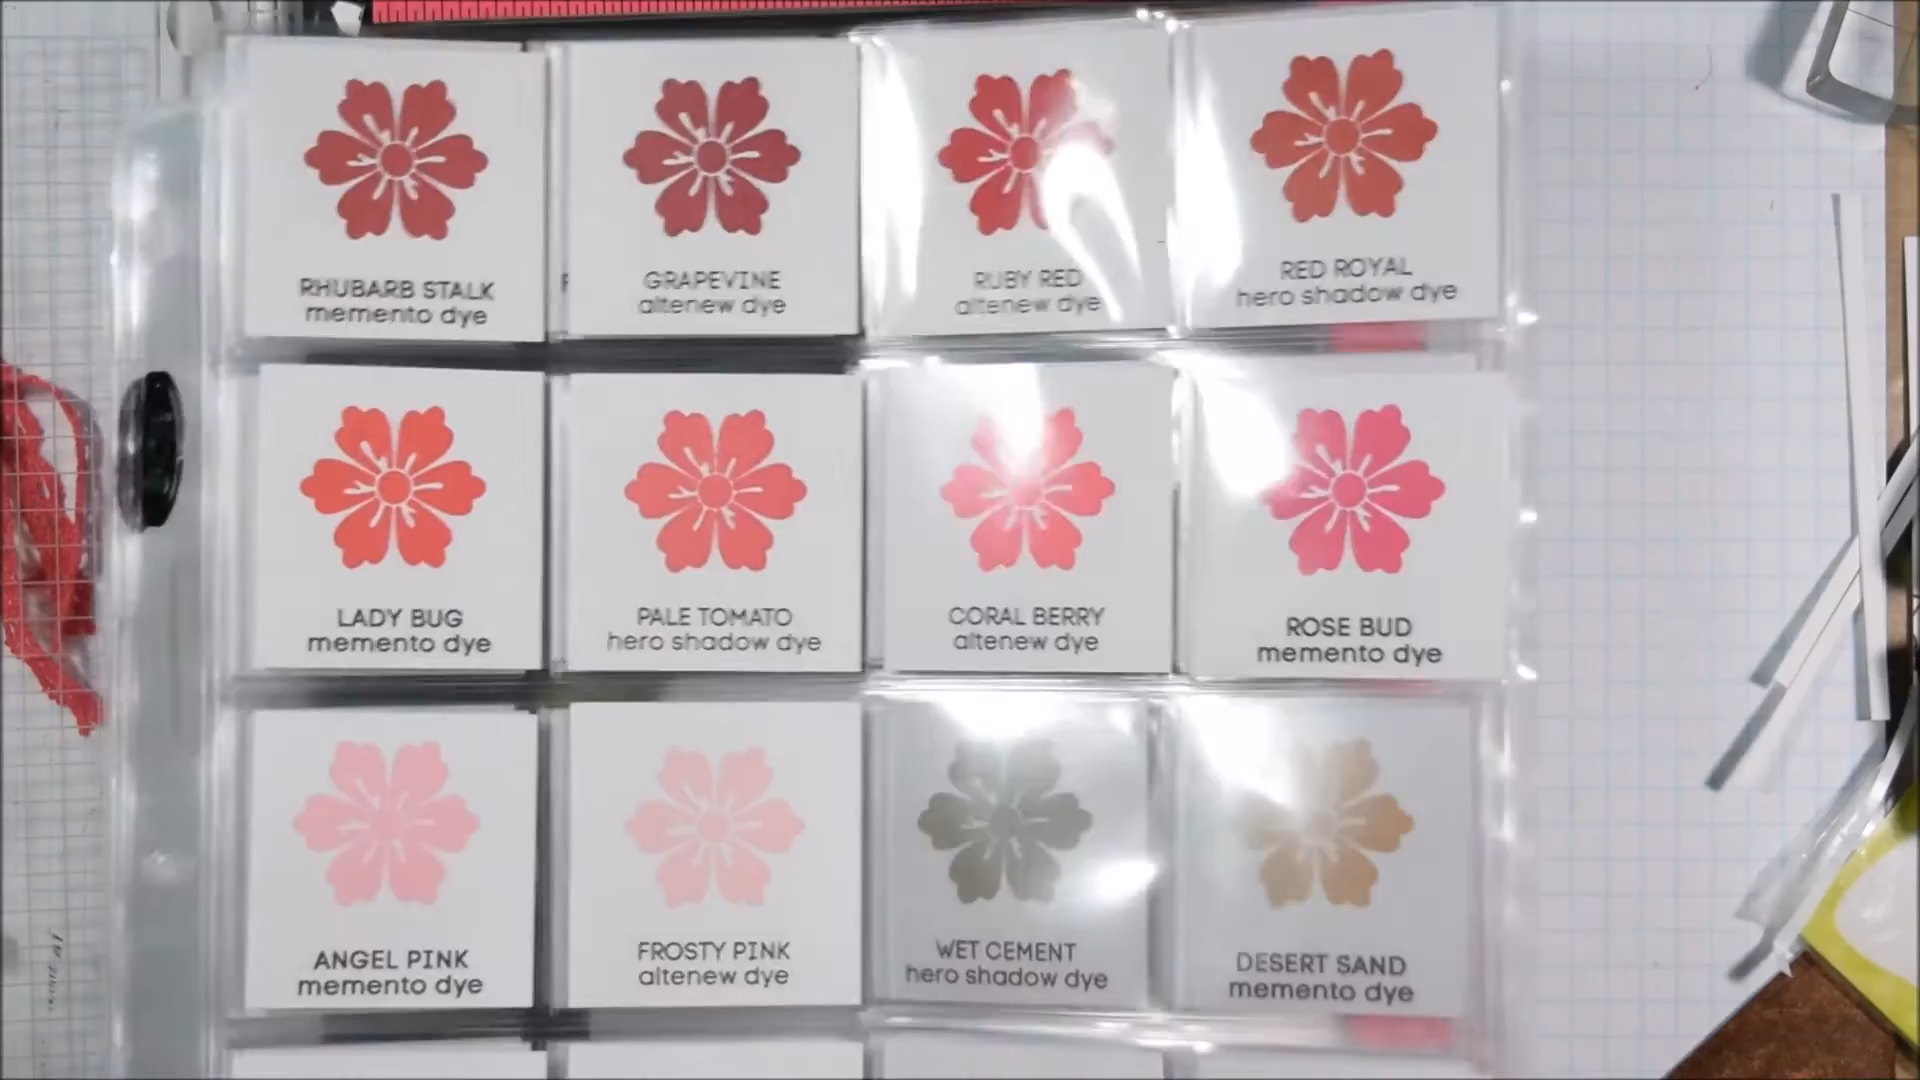 RHUBARB STALK
memento dye
GRAPEVINE
altenew dye
RUBY RED
altenew dye
RED ROYAL
hero shadow dye
LADY BUG
memento dye
PALE TOMATO
hero shadow dye
CORAL BERRY
altenew dye
ROSE BUD
memento dye
ANGEL PINK
memento dye
FROSTY PINK
altenew dye
WET CEMENT
hero shadow dye
DESERT SAND
memento dye